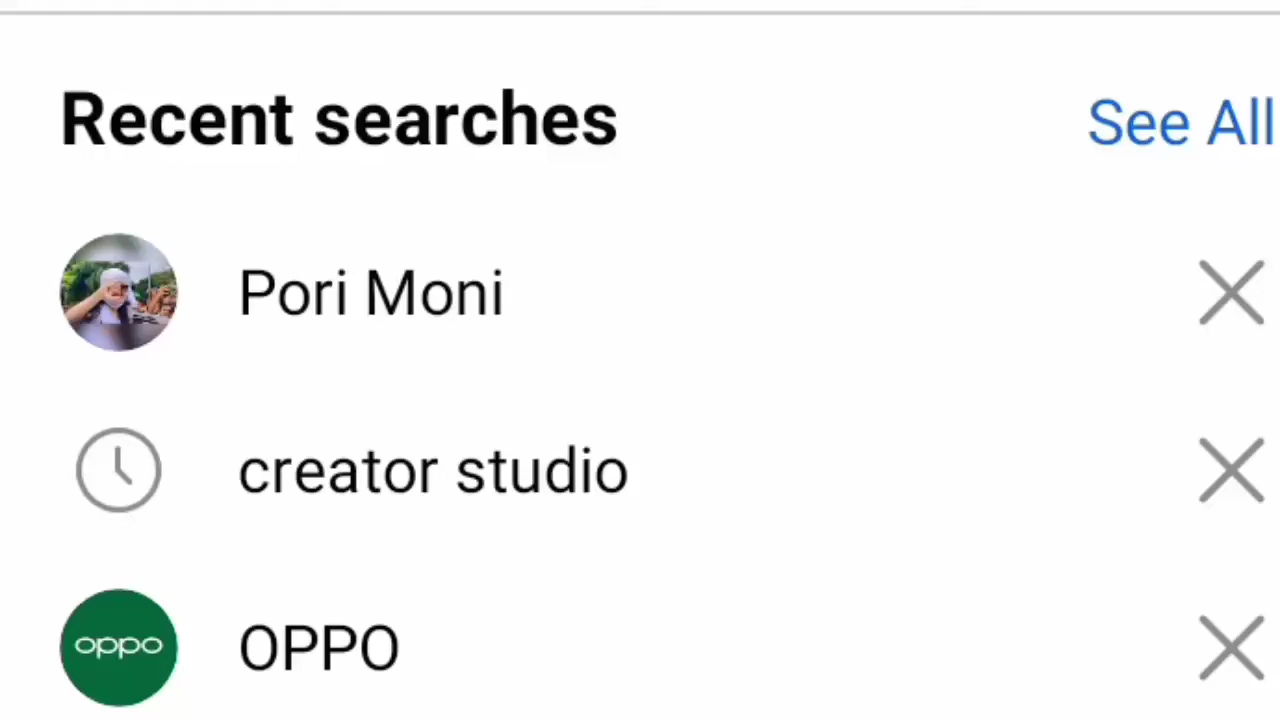 Recent searches
See All
Pori Moni
creator studio
oppo
OPPO